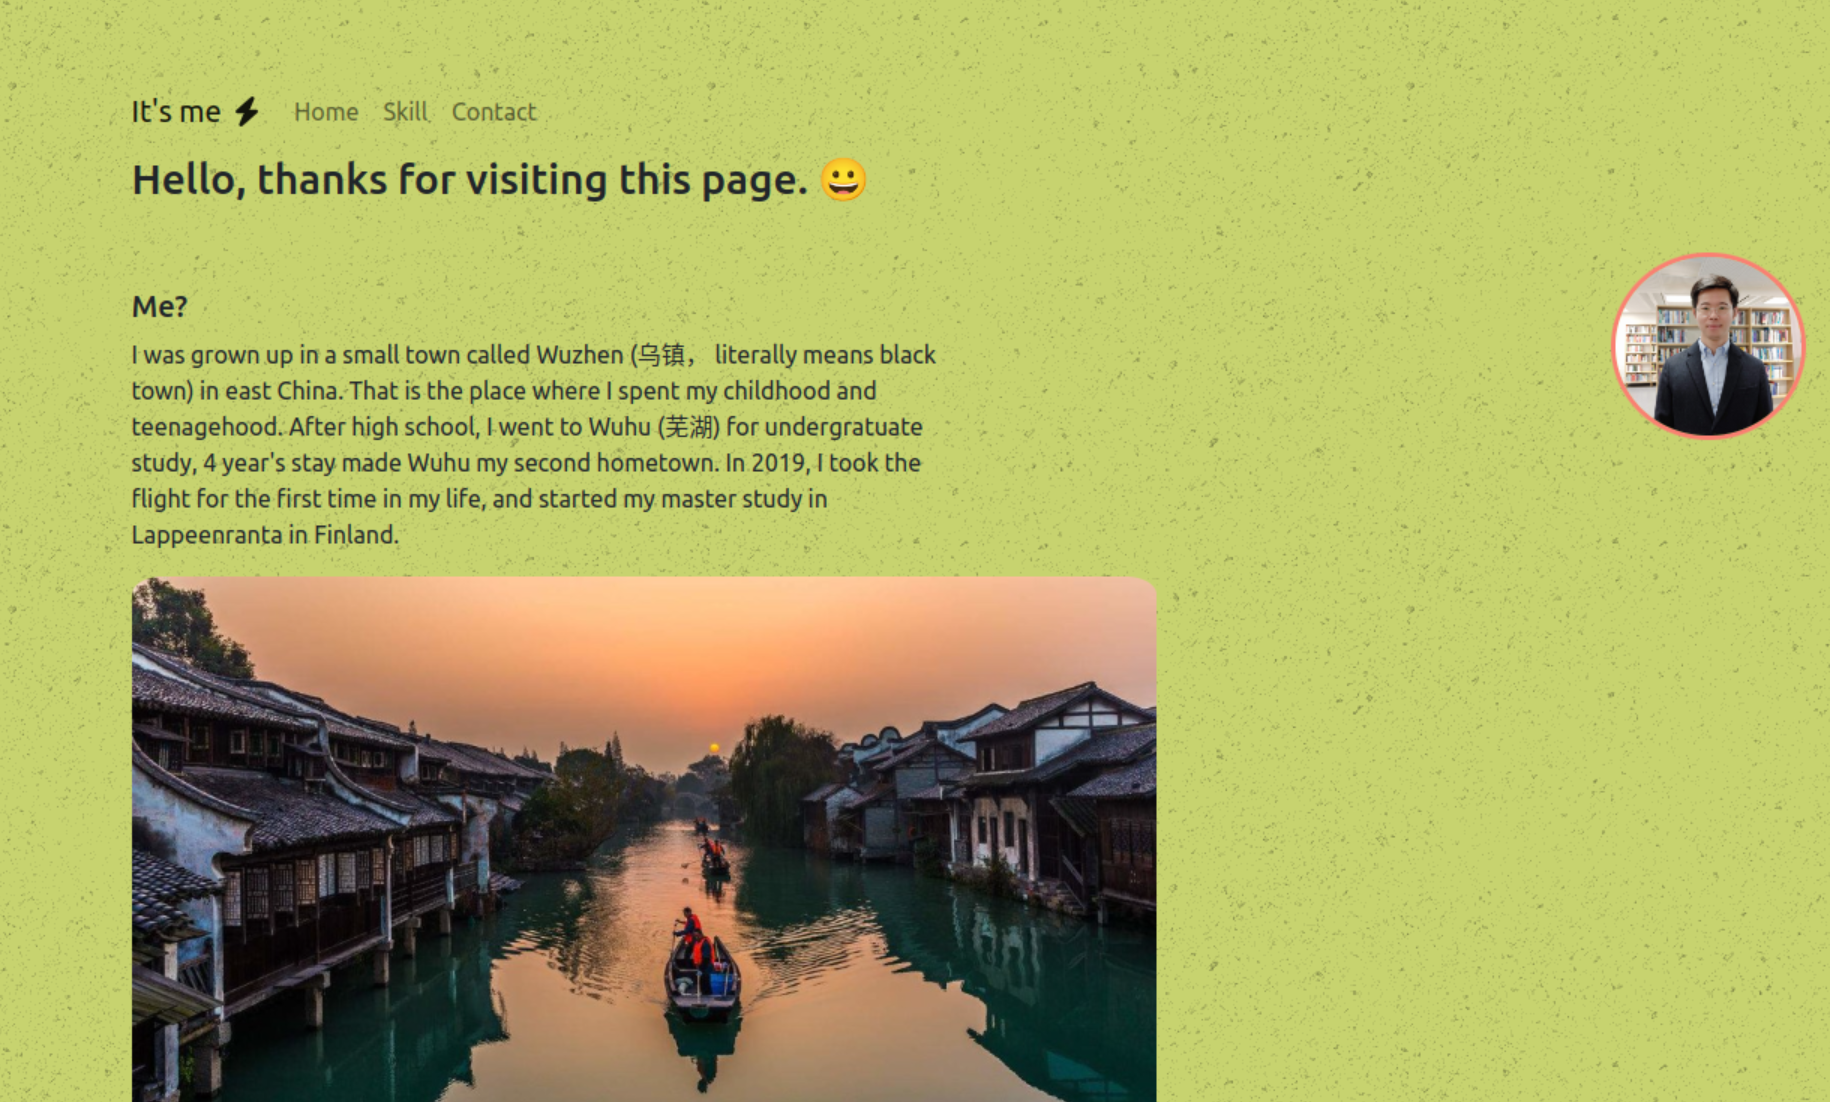 It's me ⚡ Home Skill Contact
Hello, thanks for visiting this page. 😀
Me?
I was grown up in a small town called Wuzhen (乌镇， literally means black
town) in east China. That is the place where I spent my childhood and
teenagehood. After high school, I went to Wuhu (芜湖) for undergratuate
study, 4 year's stay made Wuhu my second hometown. In 2019, I took the
flight for the first time in my life, and started my master study in
Lappeenranta in Finland.